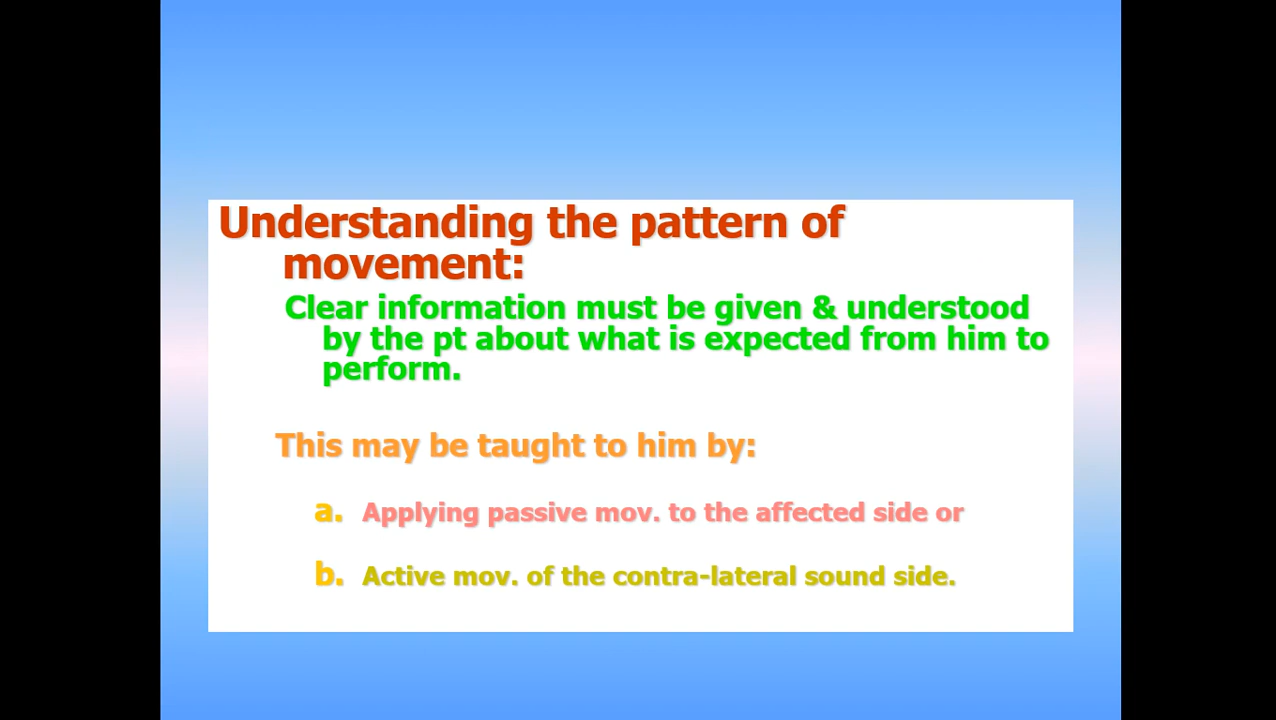 Understanding the pattern of
movement:
Clear information must be given & understood
by the pt about what is expected from him to
perform.
This may be taught to him by:
a. Applying passive mov. to the affected side or
b. Active mov. of the contra-lateral sound side.